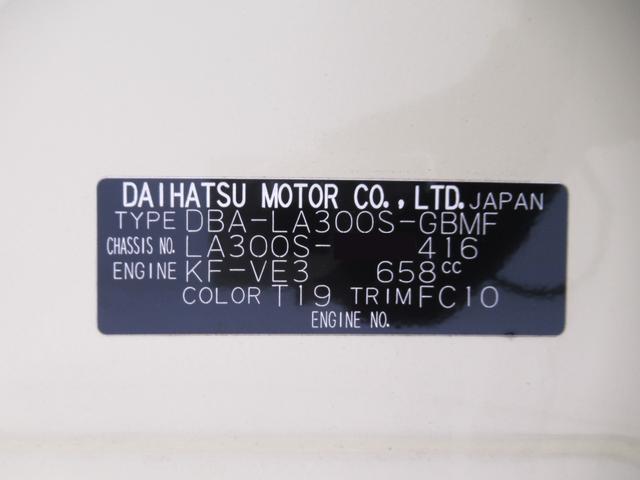 DAIHATSU MOTOR CO., LTD. JAPAN
TYPE DBA-LA300S-GBMF
CHASSIS NO. LA300S- 416
ENGINE KF-VE3 658cc
COLOR T19 TRIM FC10
ENGINE NO.